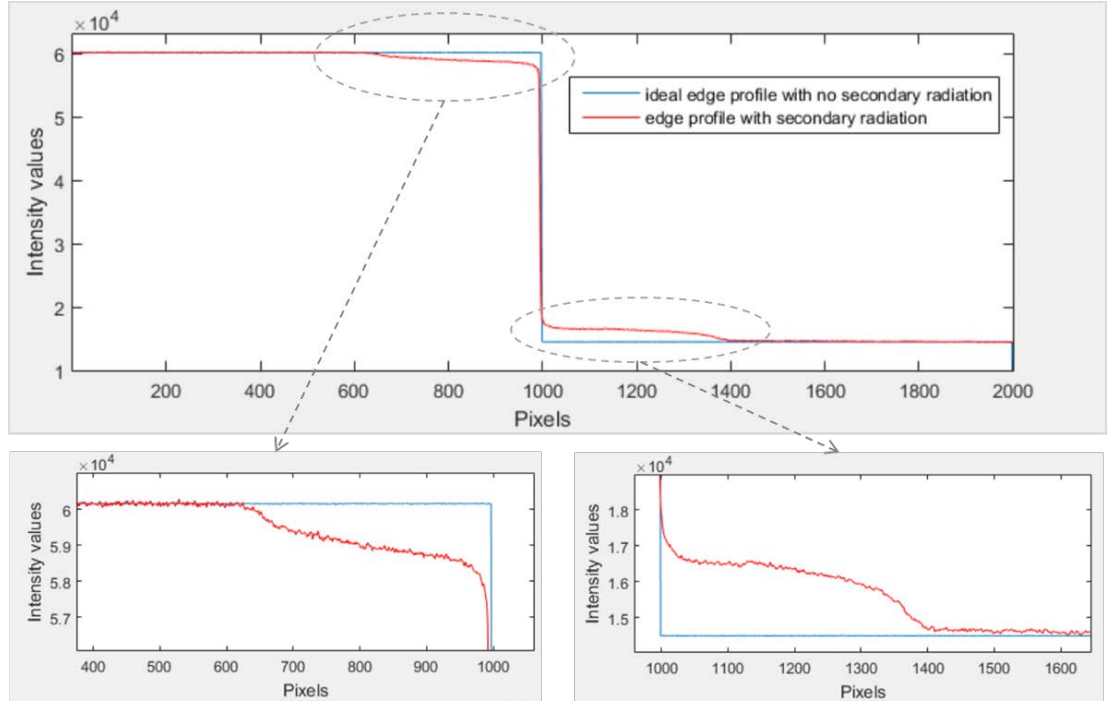 ×10⁴
6
5
4
3
2
1
Intensity values
ideal edge profile with no secondary radiation
edge profile with secondary radiation
200 400 600 800 1000 1200 1400 1600 1800 2000
Pixels
×10⁴
6
5.9
5.8
5.7
Intensity values
400 500 600 700 800 900 1000
Pixels
×10⁴
1.8
1.7
1.6
1.5
Intensity values
1000 1100 1200 1300 1400 1500 1600
Pixels